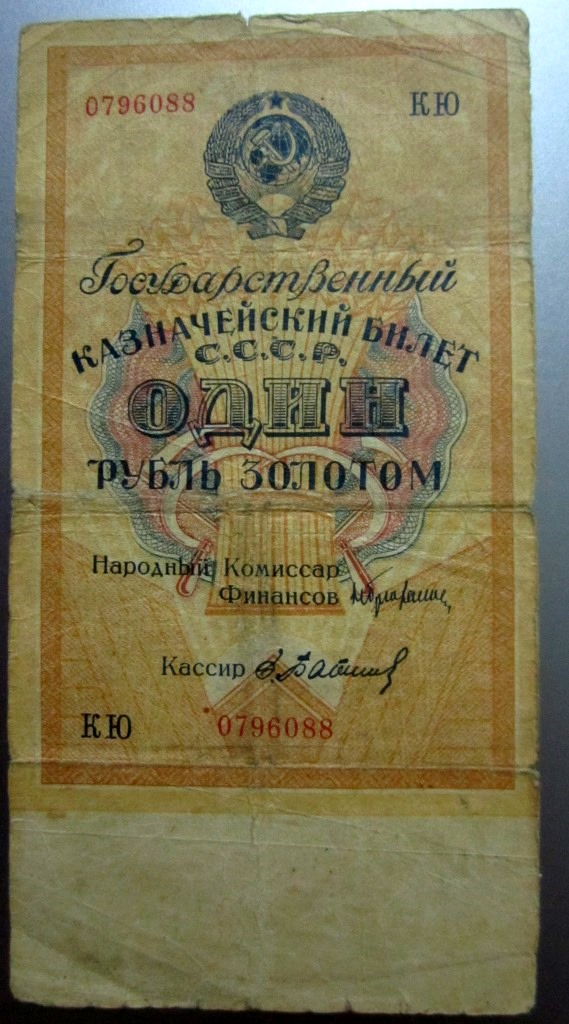 0796088 КЮ
Государственный
КАЗНАЧЕЙСКИЙ БИЛЕТ
С.С.С.Р.
ОДИН
РУБЛЬ ЗОЛОТОМ
Народный Комиссар
Финансов
Кассир
КЮ 0796088